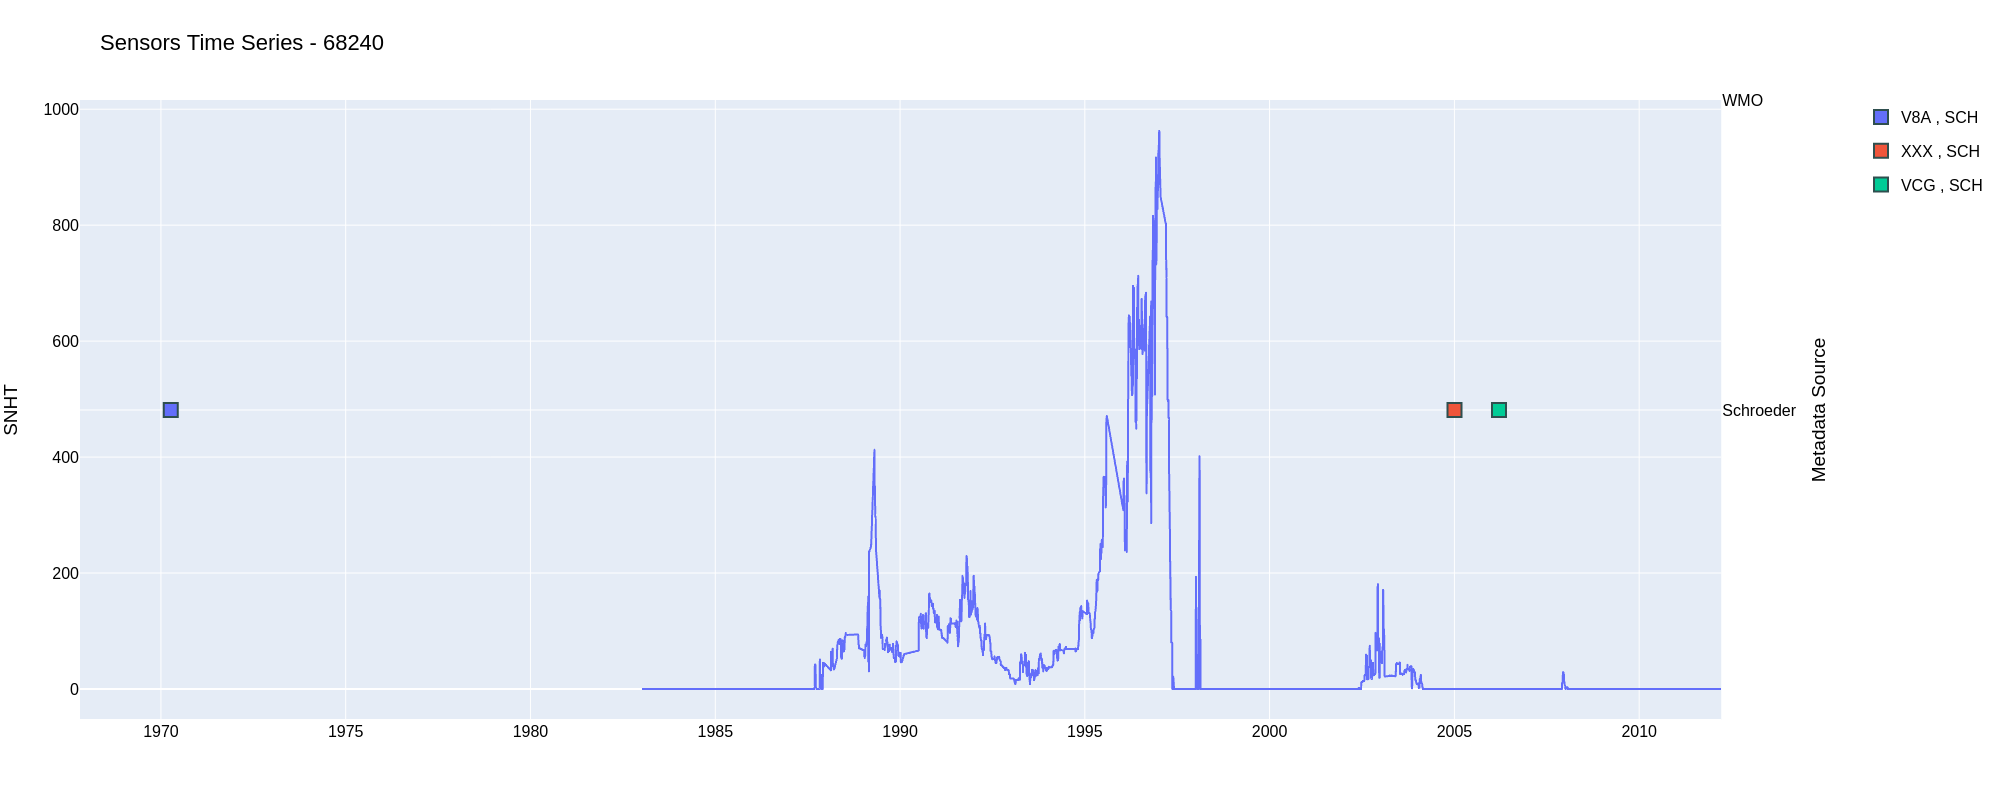 Sensors Time Series - 68240
1000
800
600
400
200
0
SNHT
1970
1975
1980
1985
1990
1995
2000
2005
2010
WMO
Schroeder
Metadata Source
V8A , SCH
XXX , SCH
VCG , SCH